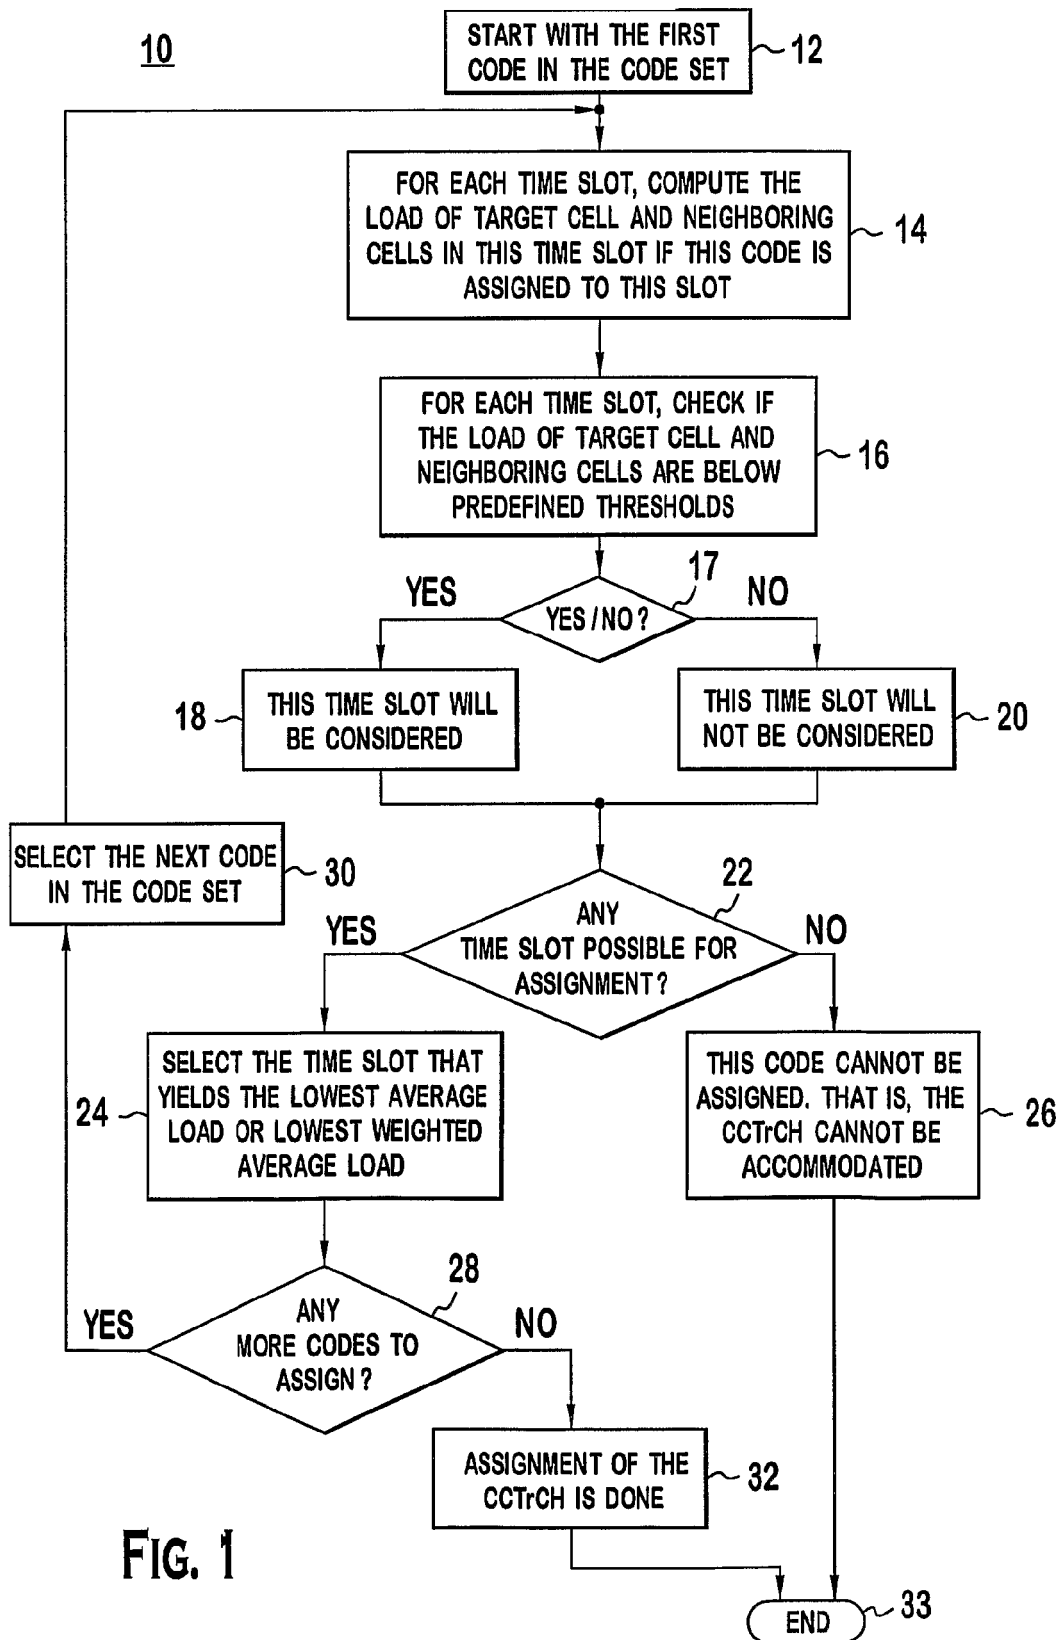 10
START WITH THE FIRST
CODE IN THE CODE SET
12
FOR EACH TIME SLOT, COMPUTE THE
LOAD OF TARGET CELL AND NEIGHBORING
CELLS IN THIS TIME SLOT IF THIS CODE IS
ASSIGNED TO THIS SLOT
14
FOR EACH TIME SLOT, CHECK IF
THE LOAD OF TARGET CELL AND
NEIGHBORING CELLS ARE BELOW
PREDEFINED THRESHOLDS
16
YES
YES / NO ?
17
NO
18
THIS TIME SLOT WILL
BE CONSIDERED
THIS TIME SLOT WILL
NOT BE CONSIDERED
20
SELECT THE NEXT CODE
IN THE CODE SET
30
YES
ANY
TIME SLOT POSSIBLE FOR
ASSIGNMENT ?
22
NO
24
SELECT THE TIME SLOT THAT
YIELDS THE LOWEST AVERAGE
LOAD OR LOWEST WEIGHTED
AVERAGE LOAD
THIS CODE CANNOT BE
ASSIGNED. THAT IS, THE
CCTrCH CANNOT BE
ACCOMMODATED
26
YES
ANY
MORE CODES TO
ASSIGN ?
28
NO
ASSIGNMENT OF THE
CCTrCH IS DONE
32
FIG. 1
END
33